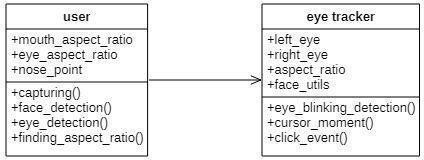 user
+mouth_aspect_ratio
+eye_aspect_ratio
+nose_point
+capturing()
+face_detection()
+eye_detection()
+finding_aspect_ratio()
eye tracker
+left_eye
+right_eye
+aspect_ratio
+face_utils
+eye_blinking_detection()
+cursor_moment()
+click_event()